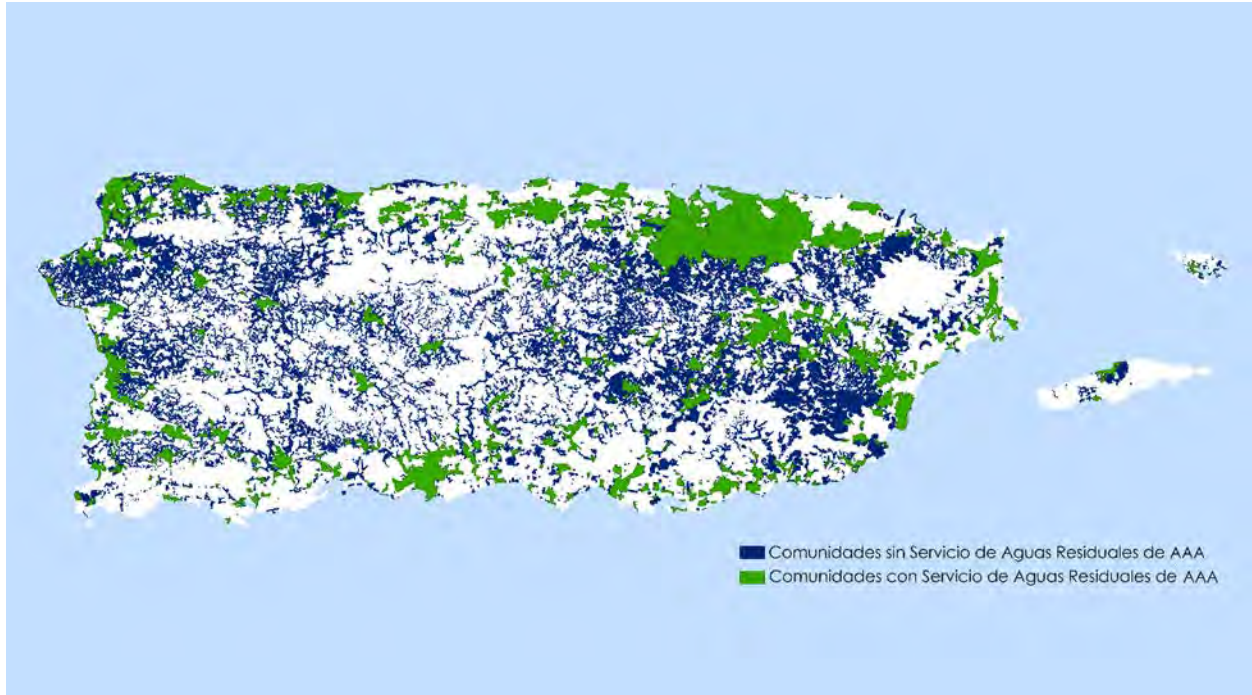 Comunidades sin Servicio de Aguas Residuales de AAA
Comunidades con Servicio de Aguas Residuales de AAA